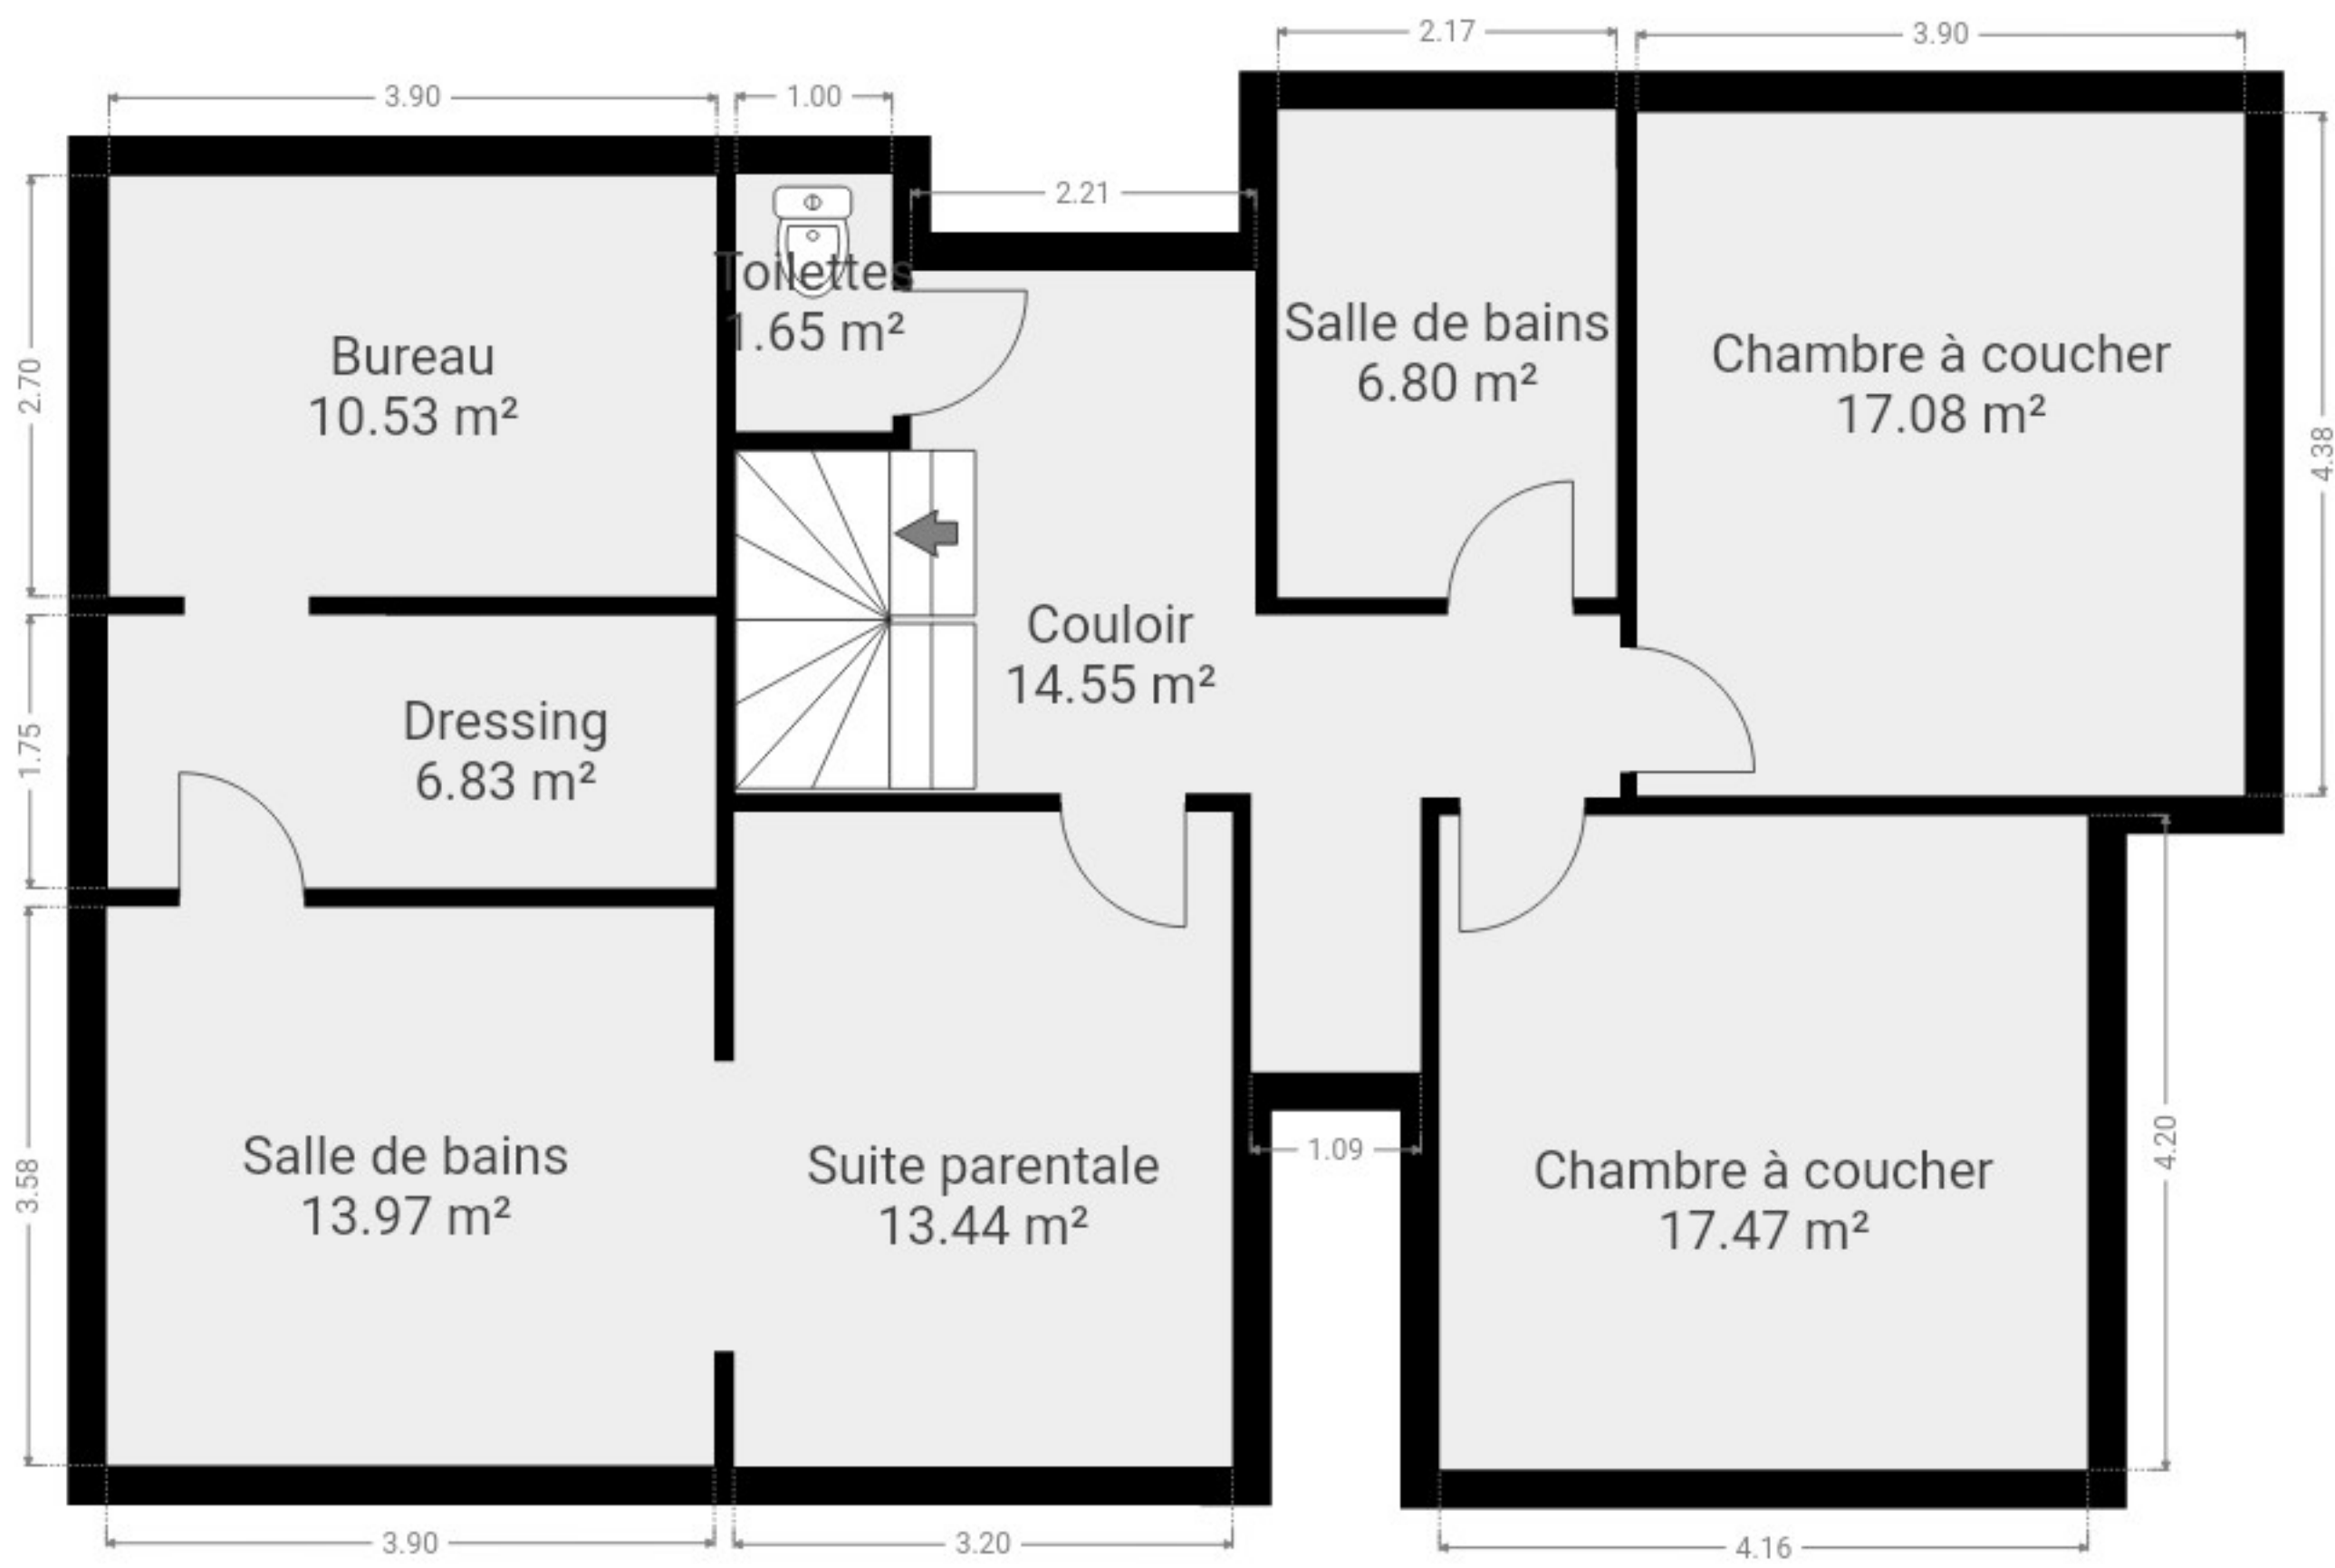 2.17
3.90
3.90
1.00
2.21
Toilettes
1.65 m²
Salle de bains
6.80 m²
Chambre à coucher
17.08 m²
Bureau
10.53 m²
2.70
4.38
Couloir
14.55 m²
Dressing
6.83 m²
1.75
Salle de bains
13.97 m²
Suite parentale
13.44 m²
1.09
Chambre à coucher
17.47 m²
4.20
3.58
3.90
3.20
4.16